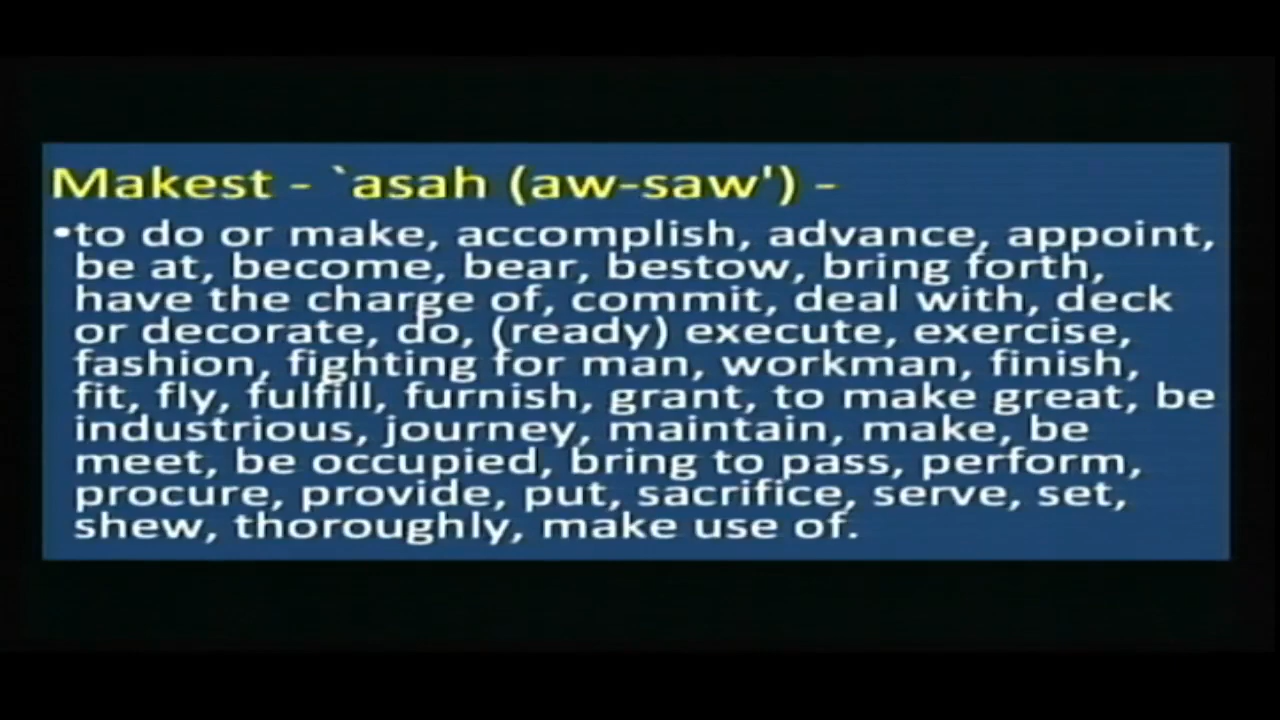 Makest - `asah (aw-saw') -
•to do or make, accomplish, advance, appoint,
be at, become, bear, bestow, bring forth,
have the charge of, commit, deal with, deck
or decorate, do, (ready) execute, exercise,
fashion, fighting for man, workman, finish,
fit, fly, fulfill, furnish, grant, to make great, be
industrious, journey, maintain, make, be
meet, be occupied, bring to pass, perform,
procure, provide, put, sacrifice, serve, set,
shew, thoroughly, make use of.